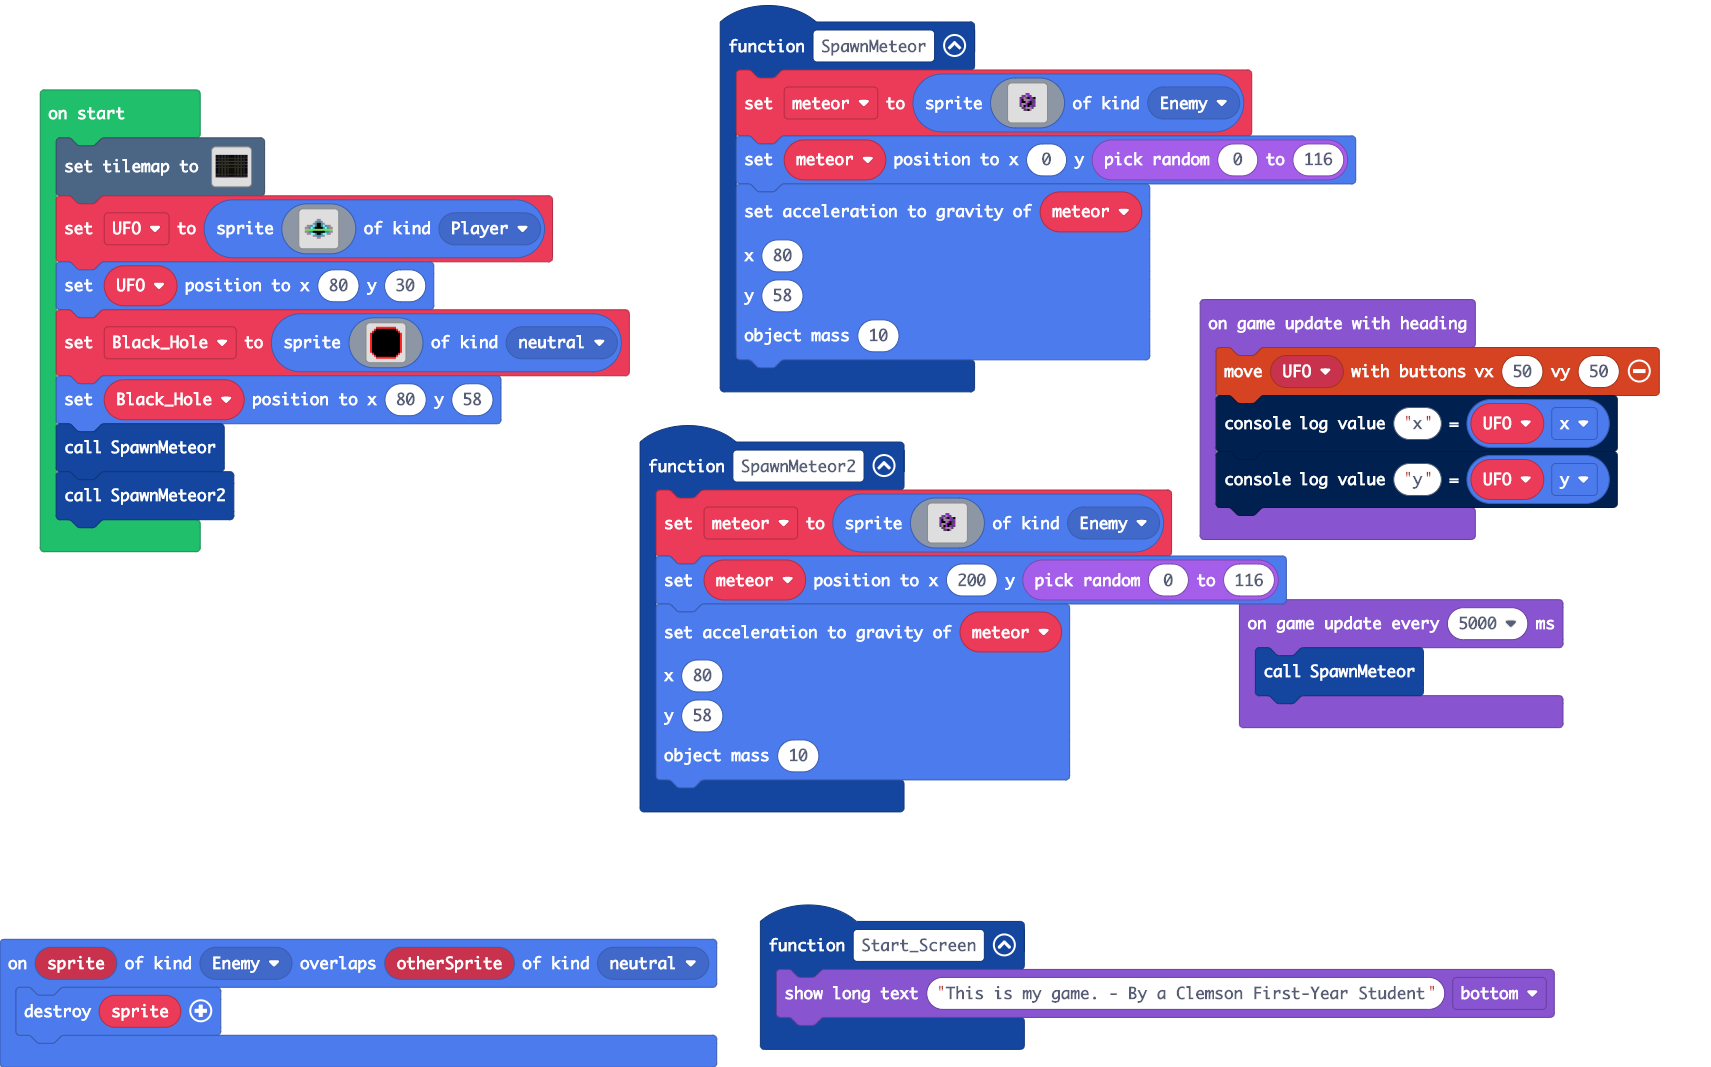 on start
set tilemap to
set UFO to sprite of kind Player
set UFO position to x 80 y 30
set Black_Hole to sprite of kind neutral
set Black_Hole position to x 80 y 58
call SpawnMeteor
call SpawnMeteor2
function SpawnMeteor
set meteor to sprite of kind Enemy
set meteor position to x 0 y pick random 0 to 116
set acceleration to gravity of meteor
x 80
y 58
object mass 10
function SpawnMeteor2
set meteor to sprite of kind Enemy
set meteor position to x 200 y pick random 0 to 116
set acceleration to gravity of meteor
x 80
y 58
object mass 10
on game update with heading
move UFO with buttons vx 50 vy 50
console log value "x" = UFO x
console log value "y" = UFO y
on game update every 5000 ms
call SpawnMeteor
on sprite of kind Enemy overlaps otherSprite of kind neutral
destroy sprite
function Start_Screen
show long text "This is my game. - By a Clemson First-Year Student" bottom